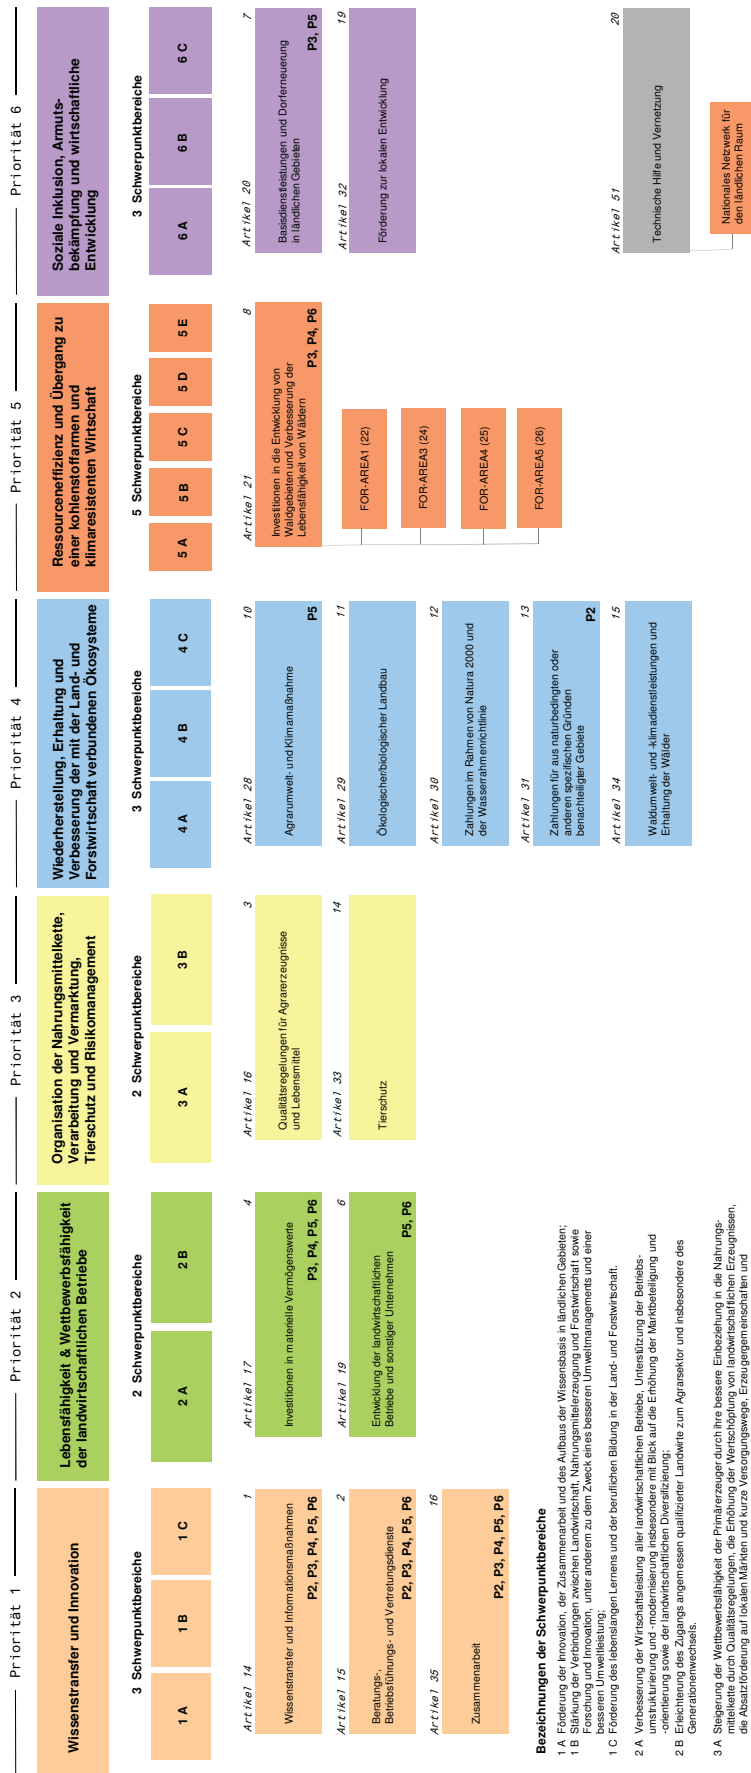 Priorität 1
Wissenstransfer und Innovation
3 Schwerpunktbereiche
1 A
1 B
1 C
Artikel 14
1
Wissenstransfer und Informationsmaßnahmen
P2, P3, P4, P5, P6
Artikel 15
2
Beratungs-,
Betriebsführungs- und Vertretungsdienste
P2, P3, P4, P5, P6
Artikel 35
16
Zusammenarbeit
P2, P3, P4, P5, P6
Priorität 2
Lebensfähigkeit & Wettbewerbsfähigkeit
der landwirtschaftlichen Betriebe
2 Schwerpunktbereiche
2 A
2 B
Artikel 17
4
Investitionen in materielle Vermögenswerte
P3, P4, P5, P6
Artikel 19
6
Entwicklung der landwirtschaftlichen
Betriebe und sonstiger Unternehmen
P5, P6
Priorität 3
Organisation der Nahrungsmittelkette,
Verarbeitung und Vermarktung,
Tierschutz und Risikomanagement
2 Schwerpunktbereiche
3 A
3 B
Artikel 16
3
Qualitätsregelungen für Agrarerzeugnisse
und Lebensmittel
Artikel 33
14
Tierschutz
Priorität 4
Wiederherstellung, Erhaltung und
Verbesserung der mit der Land- und
Forstwirtschaft verbundenen Ökosysteme
3 Schwerpunktbereiche
4 A
4 B
4 C
Artikel 28
10
Agrarumwelt- und Klimamaßnahme
P5
Artikel 29
11
Ökologischer/biologischer Landbau
Artikel 30
12
Zahlungen im Rahmen von Natura 2000 und
der Wasserrahmenrichtlinie
Artikel 31
13
Zahlungen für aus naturbedingten oder
anderen spezifischen Gründen
benachteiligter Gebiete
P2
Artikel 34
15
Waldumwelt- und -klimadienstleistungen und
Erhaltung der Wälder
Priorität 5
Ressourceneffizienz und Übergang zu
einer kohlenstoffarmen und
klimaresistenten Wirtschaft
5 Schwerpunktbereiche
5 A
5 B
5 C
5 D
5 E
Artikel 21
8
Investitionen in die Entwicklung von
Waldgebieten und Verbesserung der
Lebensfähigkeit von Wäldern
P3, P4, P6
FOR-AREA1 (22)
FOR-AREA3 (24)
FOR-AREA4 (25)
FOR-AREA5 (26)
Priorität 6
Soziale Inklusion, Armuts-
bekämpfung und wirtschaftliche
Entwicklung
3 Schwerpunktbereiche
6 A
6 B
6 C
Artikel 20
7
Basisdienstleistungen und Dorferneuerung
in ländlichen Gebieten
P3, P5
Artikel 32
19
Förderung zur lokalen Entwicklung
Artikel 51
20
Technische Hilfe und Vernetzung
Nationales Netzwerk für
den ländlichen Raum
Bezeichnungen der Schwerpunktbereiche
1 A Förderung der Innovation, der Zusammenarbeit und des Aufbaus der Wissensbasis in ländlichen Gebieten;
1 B Stärkung der Verbindungen zwischen Landwirtschaft, Nahrungsmittelerzeugung und Forstwirtschaft sowie
Forschung und Innovation, unter anderem zu dem Zweck eines besseren Umweltmanagements und einer
besseren Umweltleistung;
1 C Förderung des lebenslangen Lernens und der beruflichen Bildung in der Land- und Forstwirtschaft.
2 A Verbesserung der Wirtschaftsleistung aller landwirtschaftlichen Betriebe, Unterstützung der Betriebs-
umstrukturierung und -modernisierung insbesondere mit Blick auf die Erhöhung der Marktbeteiligung und
-orientierung sowie der landwirtschaftlichen Diversifizierung;
2 B Erleichterung des Zugangs angemessen qualifizierter Landwirte zum Agrarsektor und insbesondere des
Generationenwechsels.
3 A Steigerung der Wettbewerbsfähigkeit der Primärerzeuger durch ihre bessere Einbeziehung in die Nahrungs-
mittelkette durch Qualitätsregelungen, die Erhöhung der Wertschöpfung von landwirtschaftlichen Erzeugnissen,
die Absatzförderung auf lokalen Märkten und kurze Versorgungswege, Erzeugergemeinschaften und